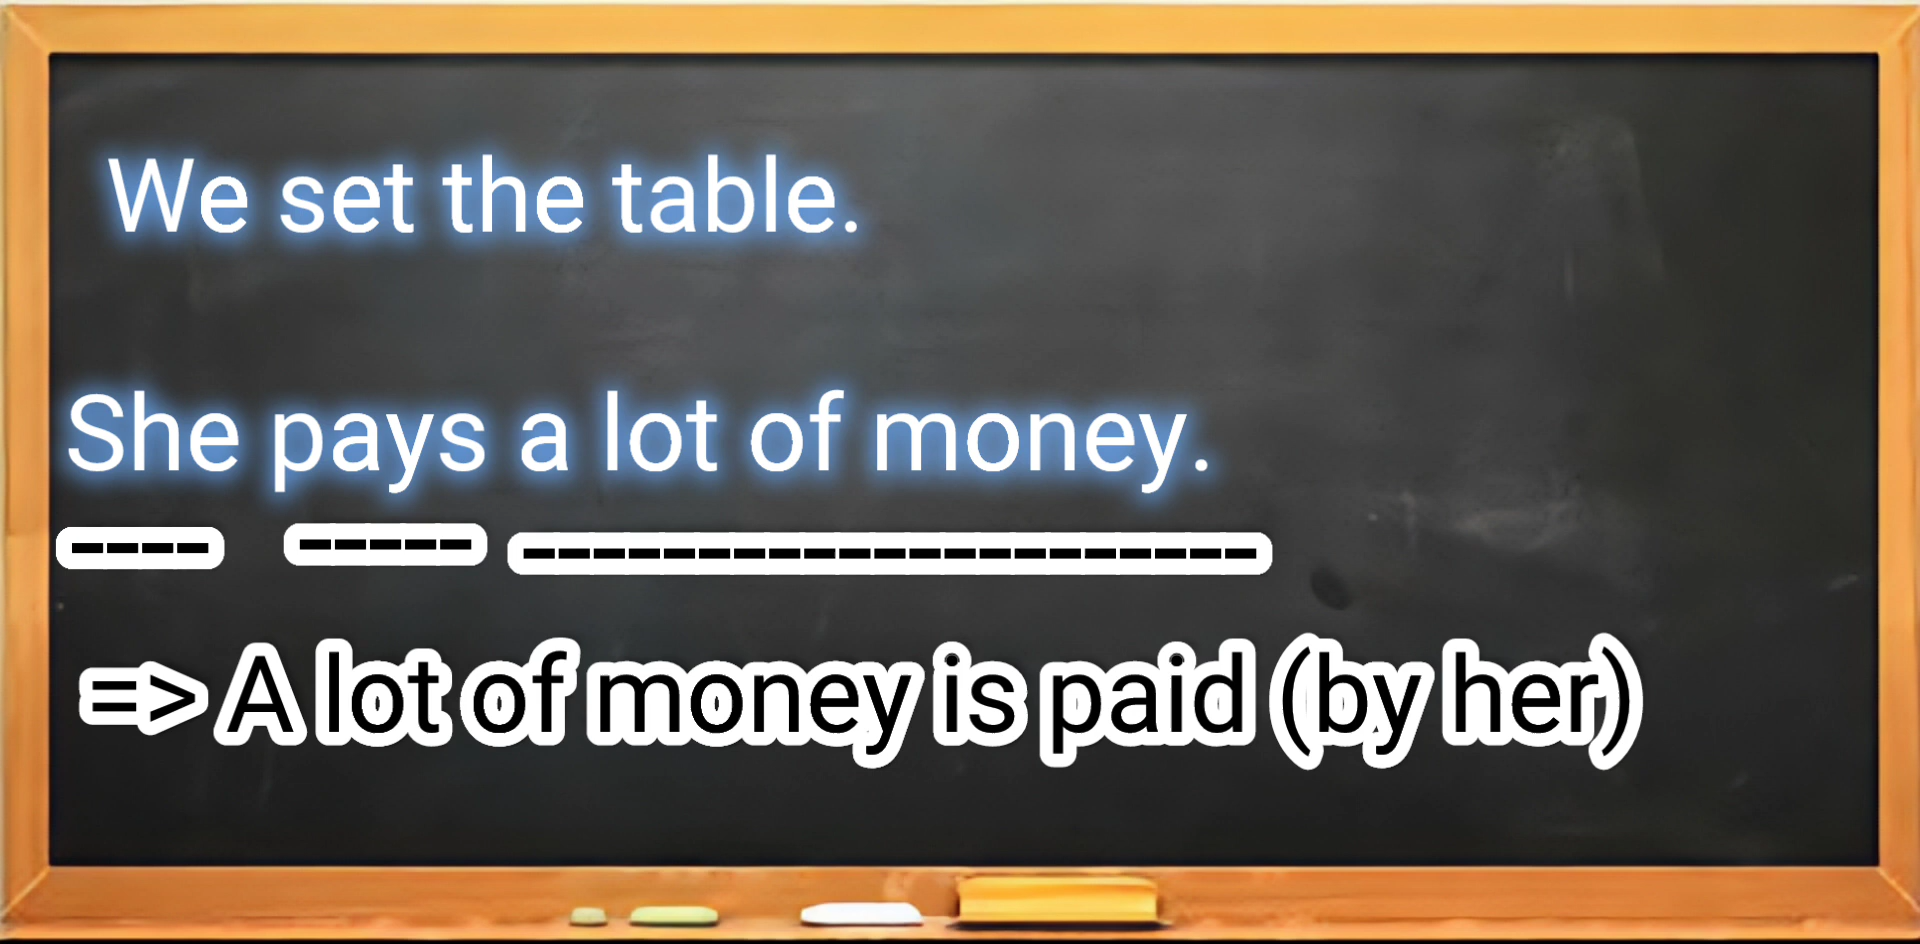 We set the table.
She pays a lot of money.
---- ----- ---------------------
=> A lot of money is paid (by her)